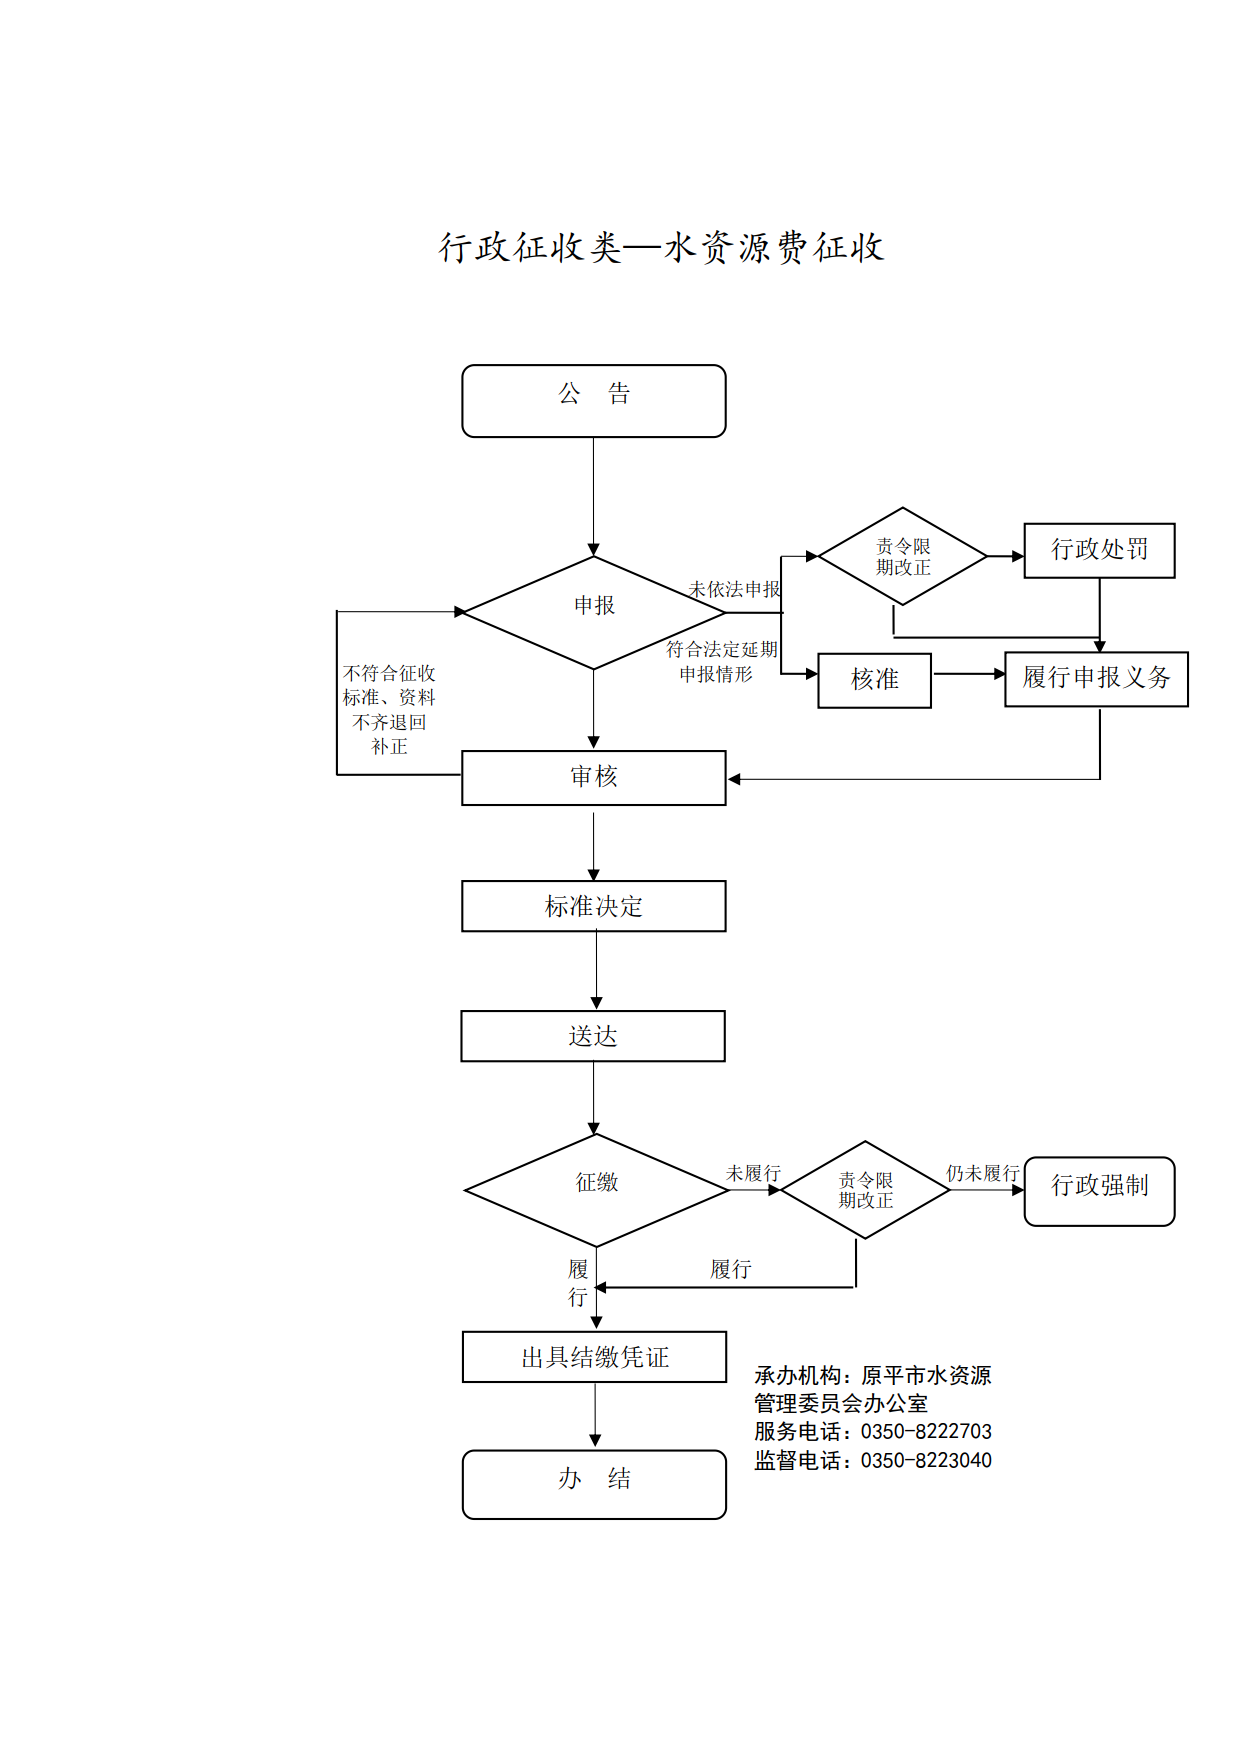 行政征收类—水资源费征收
公 告
责令限
期改正
行政处罚
未依法申报
申报
符合法定延期
申报情形
核准
履行申报义务
不符合征收
标准、资料
不齐退回
补正
审核
标准决定
送达
征缴
未履行
责令限
期改正
仍未履行
行政强制
履
行
履行
出具结缴凭证
承办机构：原平市水资源
管理委员会办公室
服务电话：0350-8222703
监督电话：0350-8223040
办 结